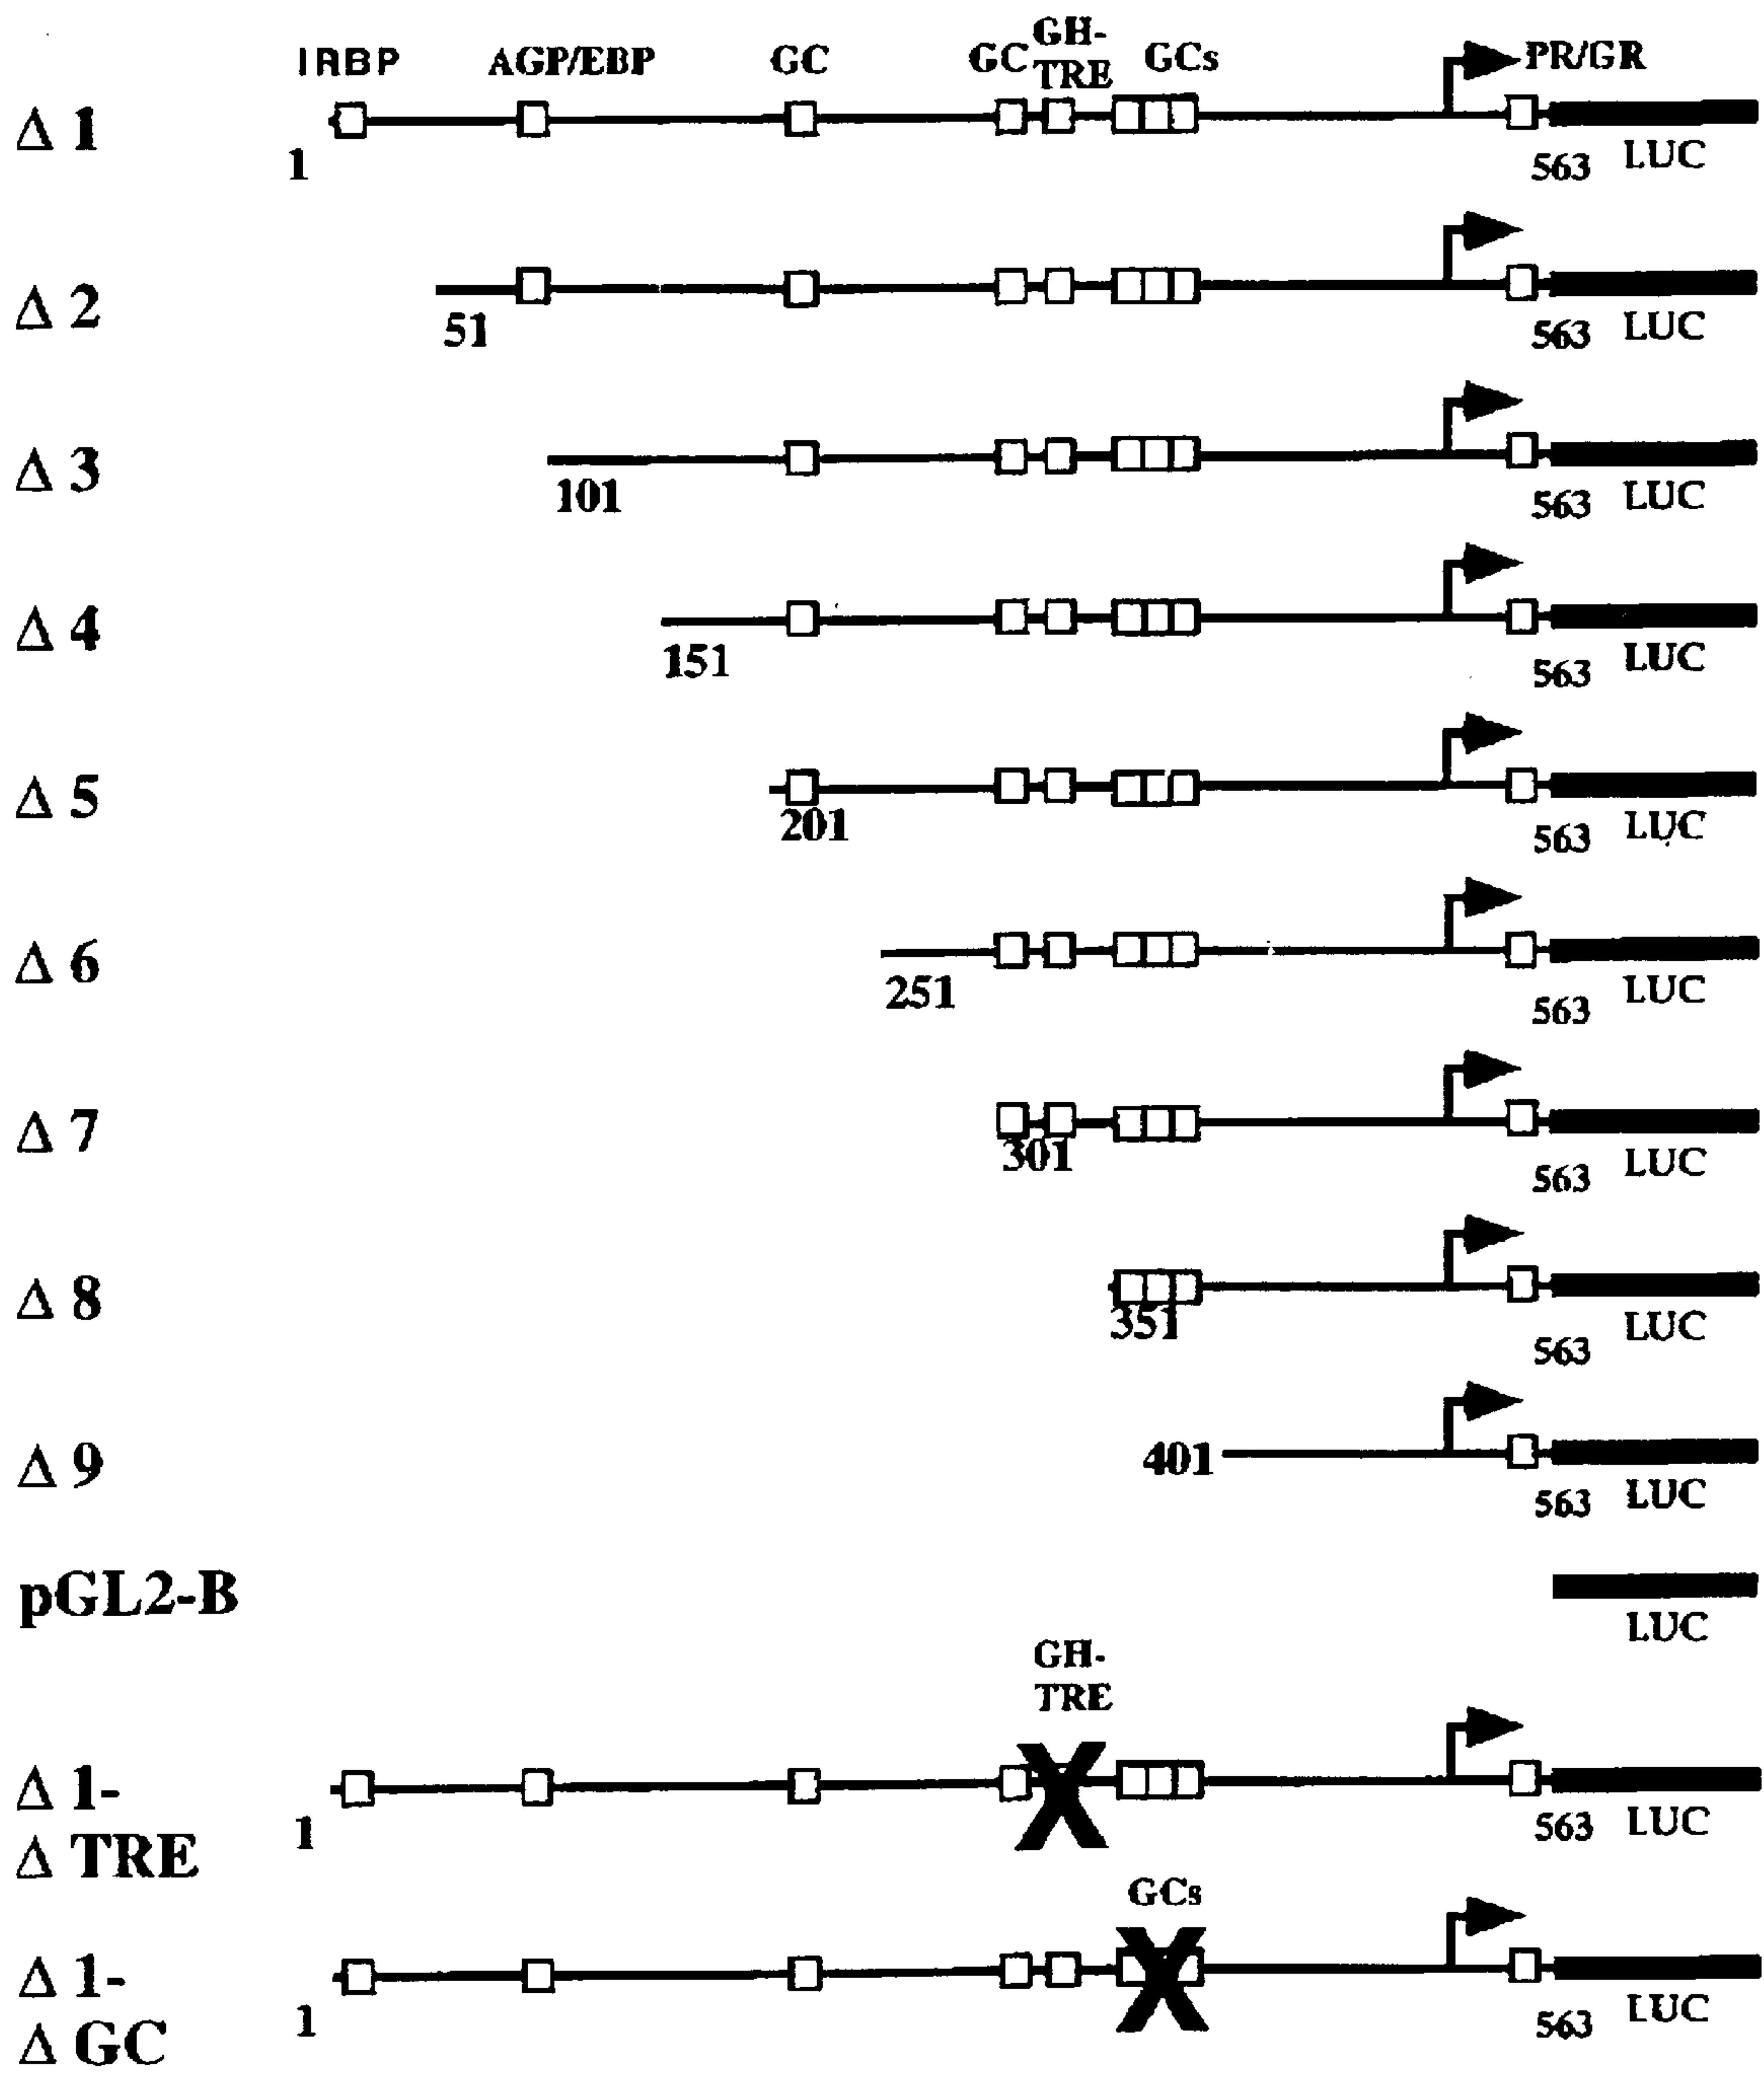 IRBP AGP/EBP GC GC GH-TRE GCs PR/GR
Δ 1
1 563 LUC
Δ 2
51 563 LUC
Δ 3
101 563 LUC
Δ 4
151 563 LUC
Δ 5
201 563 LUC
Δ 6
251 563 LUC
Δ 7
301 563 LUC
Δ 8
351 563 LUC
Δ 9
401 563 LUC
pGL2-B
LUC
GH-
TRE
Δ 1-
Δ TRE
1 563 LUC
GCs
Δ 1-
Δ GC
1 563 LUC